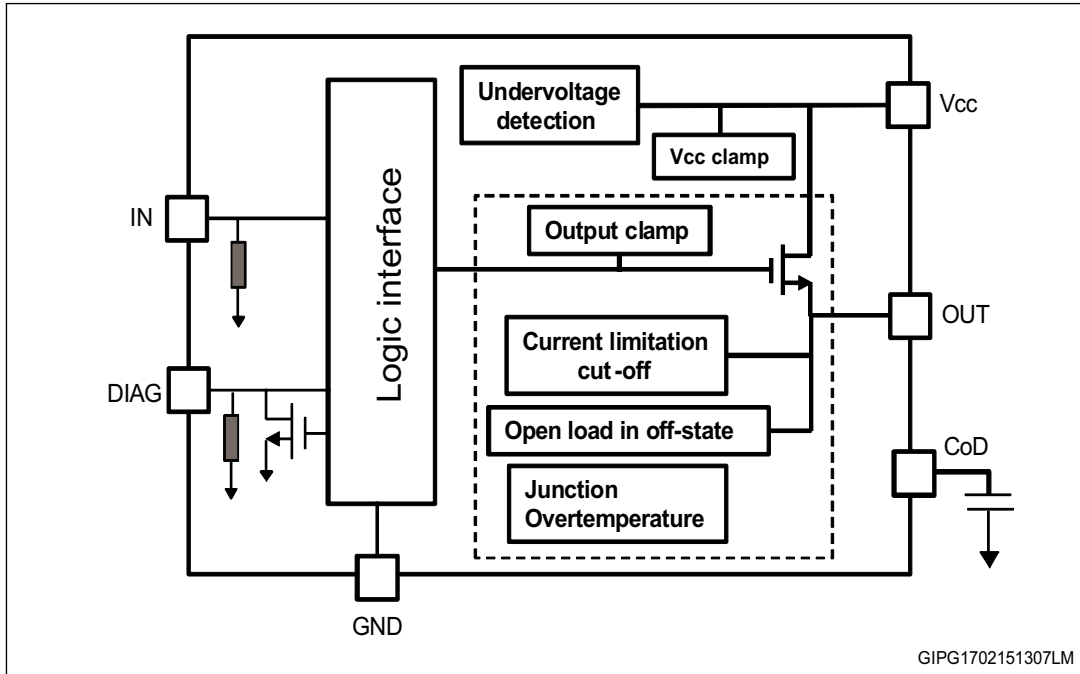 Undervoltage
detection
Vcc
Vcc clamp
IN
Output clamp
Logic interface
OUT
Current limitation
cut-off
DIAG
Open load in off-state
CoD
Junction
Overtemperature
GND
GIPG1702151307LM